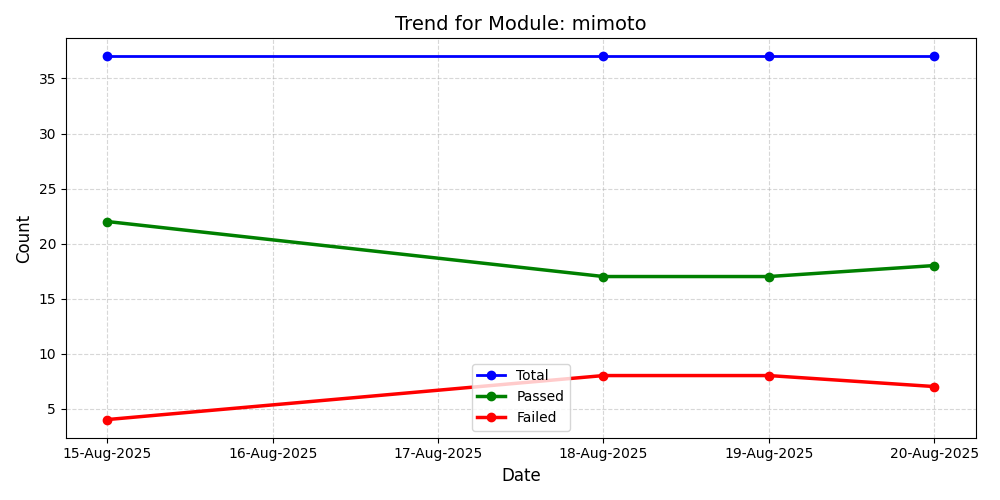 Trend for Module: mimoto
Count
35
30
25
20
15
10
5
Total
Passed
Failed
15-Aug-2025 16-Aug-2025 17-Aug-2025 18-Aug-2025 19-Aug-2025 20-Aug-2025
Date